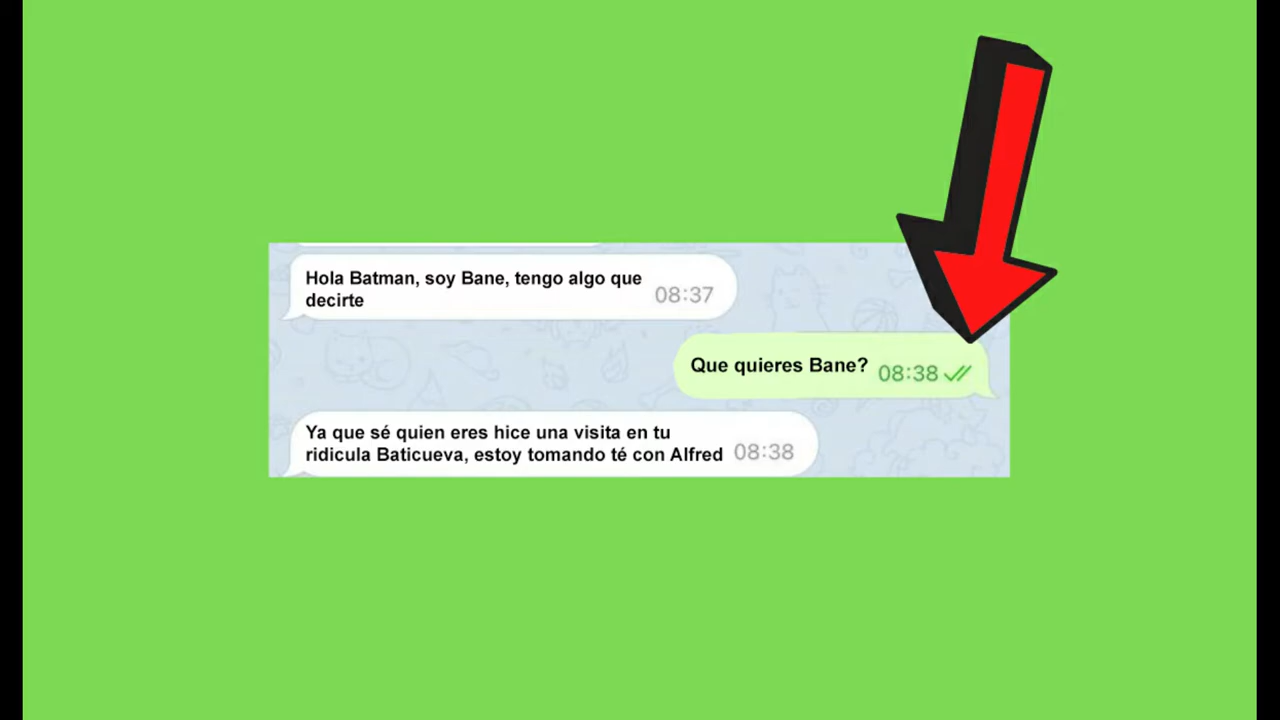 Hola Batman, soy Bane, tengo algo que
decirte 08:37
Que quieres Bane? 08:38
Ya que sé quien eres hice una visita en tu
ridicula Baticueva, estoy tomando té con Alfred 08:38